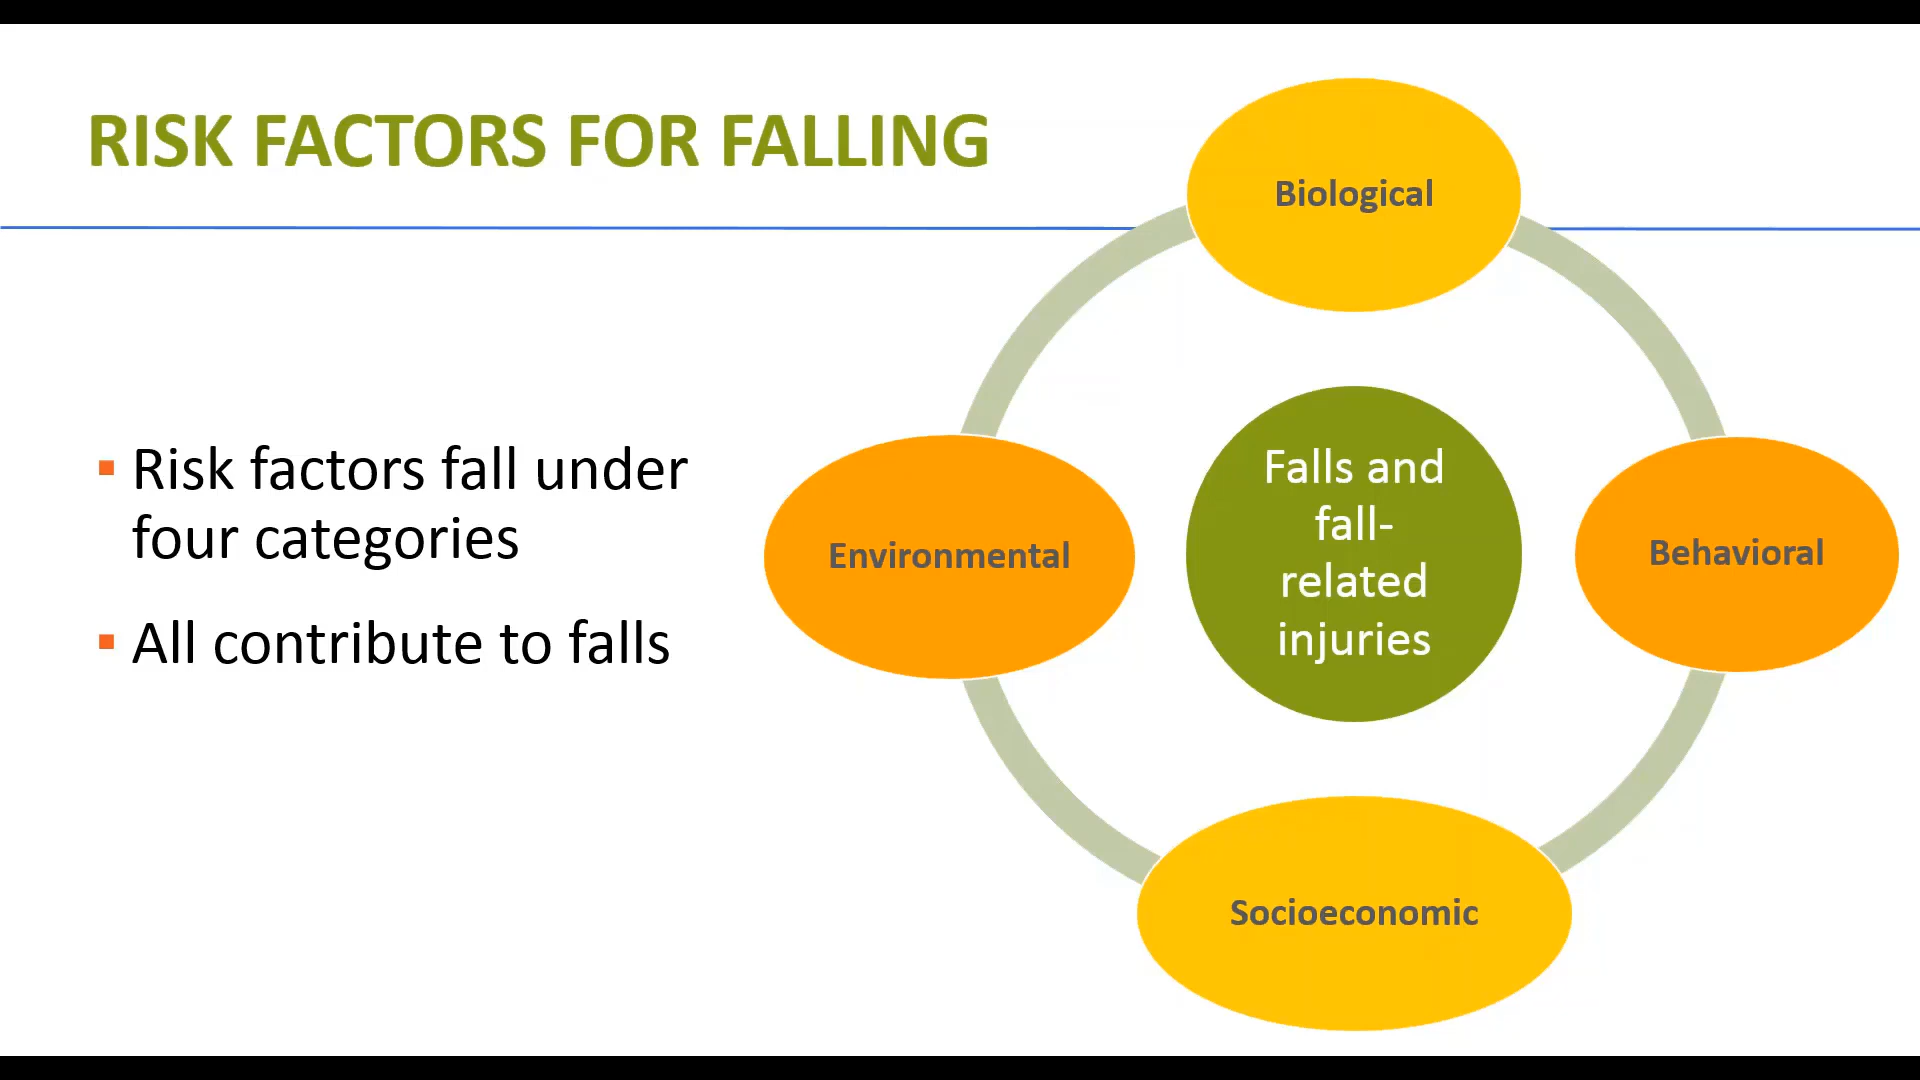 RISK FACTORS FOR FALLING
▪ Risk factors fall under
four categories
▪ All contribute to falls
Biological
Environmental
Falls and
fall-
related
injuries
Behavioral
Socioeconomic